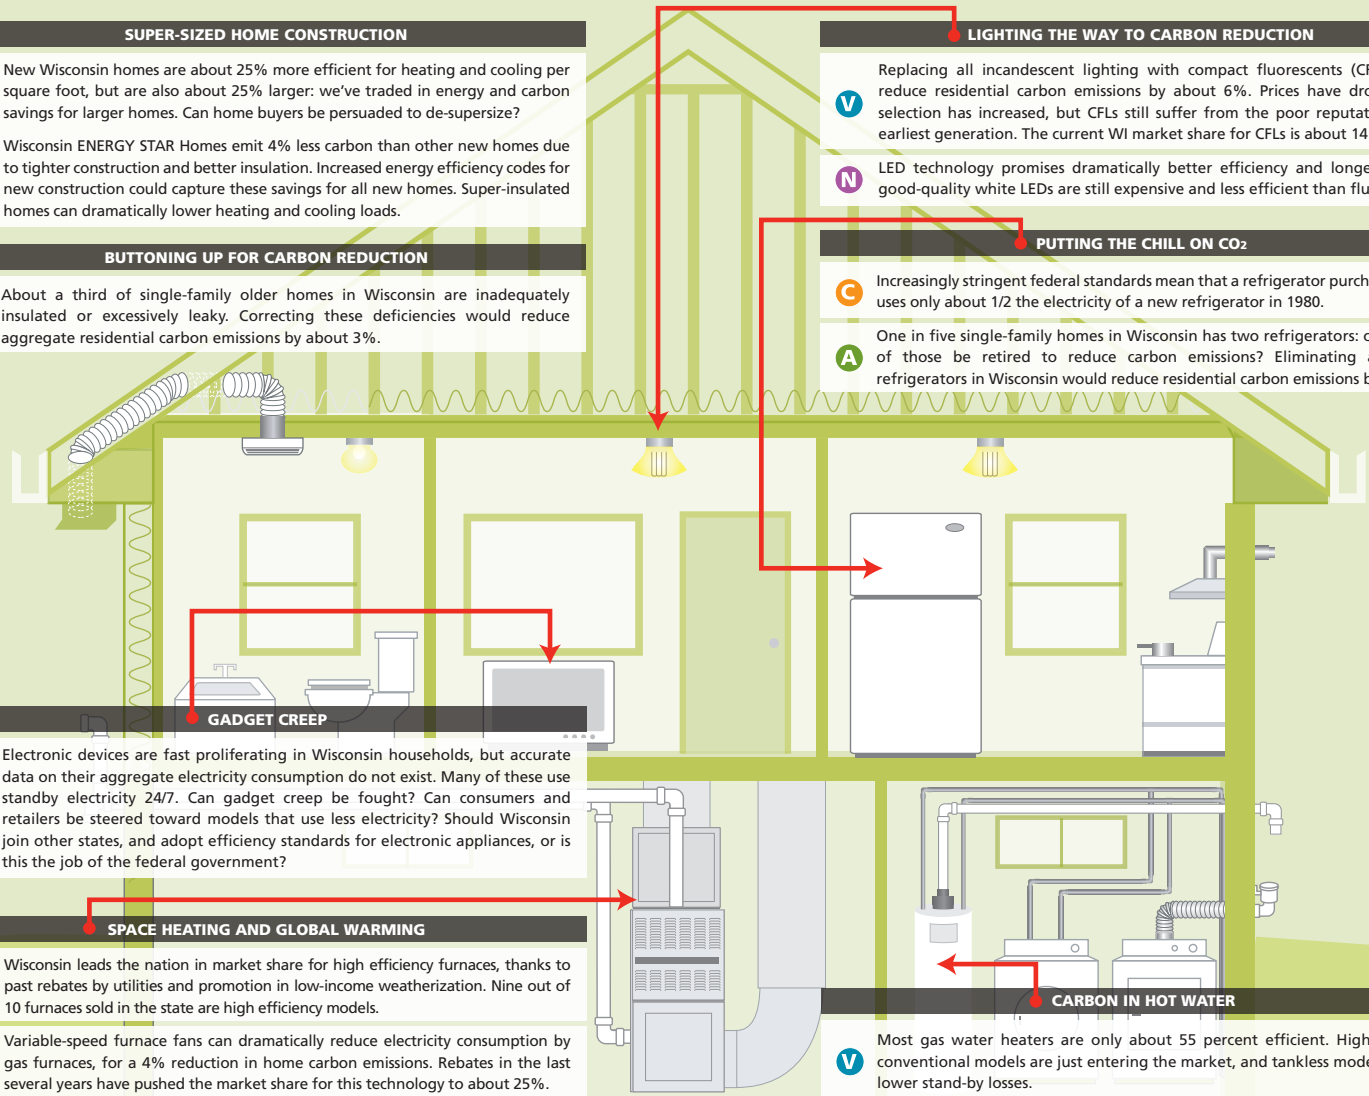 SUPER-SIZED HOME CONSTRUCTION
New Wisconsin homes are about 25% more efficient for heating and cooling per
square foot, but are also about 25% larger: we've traded in energy and carbon
savings for larger homes. Can home buyers be persuaded to de-supersize?
Wisconsin ENERGY STAR Homes emit 4% less carbon than other new homes due
to tighter construction and better insulation. Increased energy efficiency codes for
new construction could capture these savings for all new homes. Super-insulated
homes can dramatically lower heating and cooling loads.
BUTTONING UP FOR CARBON REDUCTION
About a third of single-family older homes in Wisconsin are inadequately
insulated or excessively leaky. Correcting these deficiencies would reduce
aggregate residential carbon emissions by about 3%.
GADGET CREEP
Electronic devices are fast proliferating in Wisconsin households, but accurate
data on their aggregate electricity consumption do not exist. Many of these use
standby electricity 24/7. Can gadget creep be fought? Can consumers and
retailers be steered toward models that use less electricity? Should Wisconsin
join other states, and adopt efficiency standards for electronic appliances, or is
this the job of the federal government?
SPACE HEATING AND GLOBAL WARMING
Wisconsin leads the nation in market share for high efficiency furnaces, thanks to
past rebates by utilities and promotion in low-income weatherization. Nine out of
10 furnaces sold in the state are high efficiency models.
Variable-speed furnace fans can dramatically reduce electricity consumption by
gas furnaces, for a 4% reduction in home carbon emissions. Rebates in the last
several years have pushed the market share for this technology to about 25%.
LIGHTING THE WAY TO CARBON REDUCTION
V
Replacing all incandescent lighting with compact fluorescents
reduce residential carbon emissions by about 6%. Prices have
selection has increased, but CFLs still suffer from the poor
earliest generation. The current WI market share for CFLs is about 14
N
LED technology promises dramatically better efficiency and
good-quality white LEDs are still expensive and less efficient than
PUTTING THE CHILL ON CO2
C
Increasingly stringent federal standards mean that a refrigerator
uses only about 1/2 the electricity of a new refrigerator in 1980.
A
One in five single-family homes in Wisconsin has two refrigerators:
of those be retired to reduce carbon emissions? Eliminating
refrigerators in Wisconsin would reduce residential carbon emissions
CARBON IN HOT WATER
V
Most gas water heaters are only about 55 percent efficient. High
conventional models are just entering the market, and tankless
lower stand-by losses.